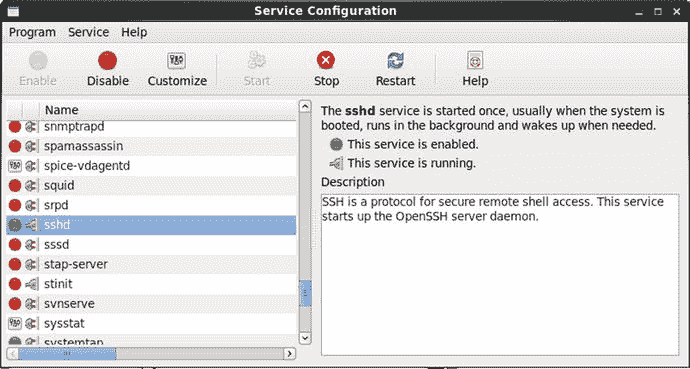 Service Configuration
Program Service Help
Enable Disable Customize Start Stop Restart Help
Name
snmptrapd
spamassassin
spice-vdagentd
squid
srpd
sshd
sssd
stap-server
stinit
svnserve
sysstat
systemtap
The sshd service is started once, usually when the system is
booted, runs in the background and wakes up when needed.
This service is enabled.
This service is running.
Description
SSH is a protocol for secure remote shell access. This service
starts up the OpenSSH server daemon.